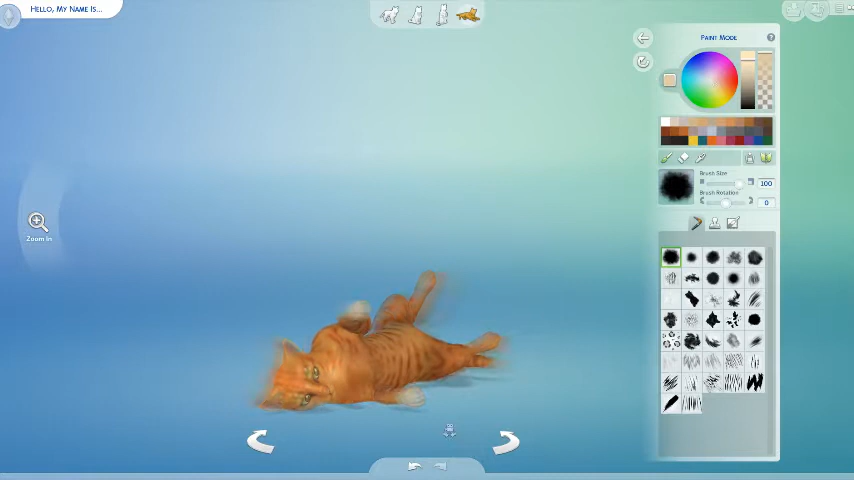 Hello, My Name Is...
Paint Mode
?
Brush Size
100
Brush Rotation
0
Zoom In